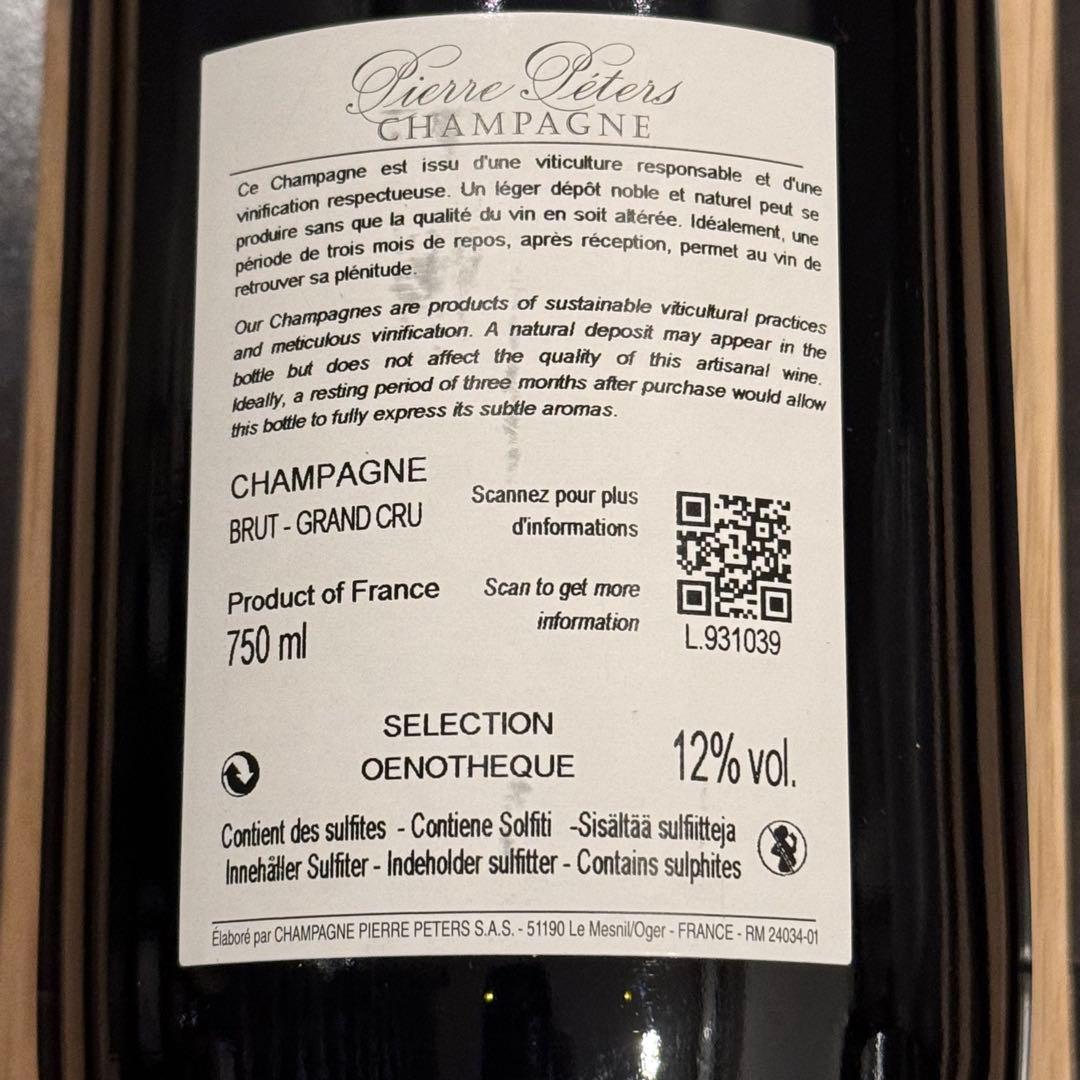 Pierre Péters
CHAMPAGNE
Ce Champagne est issu d'une viticulture responsable et d'une
vinification respectueuse. Un léger dépôt noble et naturel peut se
produire sans que la qualité du vin en soit altérée. Idéalement, une
période de trois mois de repos, après réception, permet au vin de
retrouver sa plénitude.
Our Champagnes are products of sustainable viticultural practices
and meticulous vinification. A natural deposit may appear in the
bottle but does not affect the quality of this artisanal wine.
Ideally, a resting period of three months after purchase would allow
this bottle to fully express its subtle aromas.
CHAMPAGNE
BRUT - GRAND CRU
Scannez pour plus
d'informations
Product of France
750 ml
Scan to get more
information
L.931039
SELECTION
OENOTHEQUE
12% vol.
Contient des sulfites - Contiene Solfiti -Sisältää sulfiitteja
Innehåller Sulfiter - Indeholder sulfitter - Contains sulphites
Élaboré par CHAMPAGNE PIERRE PETERS S.A.S. - 51190 Le Mesnil/Oger - FRANCE - RM 24034-01